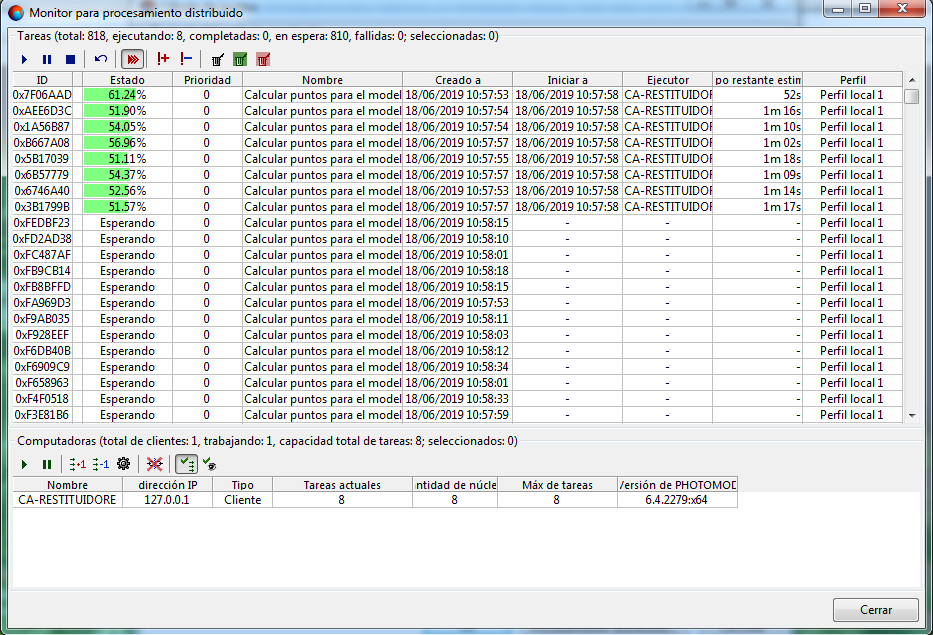 Monitor para procesamiento distribuido
Tareas (total: 818, ejecutando: 8, completadas: 0, en espera: 810, fallidas: 0; seleccionadas: 0)
ID Estado Prioridad Nombre Creado a Iniciar a Ejecutor po restante estim Perfil
0x7F06AAD 61.24% 0 Calcular puntos para el model 18/06/2019 10:57:53 18/06/2019 10:57:58 CA-RESTITUIDOR 52s Perfil local 1
0xAEE6D3C 51.90% 0 Calcular puntos para el model 18/06/2019 10:57:54 18/06/2019 10:57:58 CA-RESTITUIDOR 1m 16s Perfil local 1
0x1A56B87 54.05% 0 Calcular puntos para el model 18/06/2019 10:57:54 18/06/2019 10:57:58 CA-RESTITUIDOR 1m 10s Perfil local 1
0xB667A08 56.96% 0 Calcular puntos para el model 18/06/2019 10:57:53 18/06/2019 10:57:58 CA-RESTITUIDOR 1m 02s Perfil local 1
0x5B17039 51.11% 0 Calcular puntos para el model 18/06/2019 10:57:55 18/06/2019 10:57:58 CA-RESTITUIDOR 1m 18s Perfil local 1
0x6B57779 54.37% 0 Calcular puntos para el model 18/06/2019 10:57:57 18/06/2019 10:57:58 CA-RESTITUIDOR 1m 09s Perfil local 1
0x6746A40 52.56% 0 Calcular puntos para el model 18/06/2019 10:57:53 18/06/2019 10:57:58 CA-RESTITUIDOR 1m 14s Perfil local 1
0x3B1799B 51.57% 0 Calcular puntos para el model 18/06/2019 10:57:57 18/06/2019 10:57:58 CA-RESTITUIDOR 1m 17s Perfil local 1
0xFEDBF23 Esperando 0 Calcular puntos para el model 18/06/2019 10:58:15 - - - Perfil local 1
0xFD2AD38 Esperando 0 Calcular puntos para el model 18/06/2019 10:58:10 - - - Perfil local 1
0xFC487AF Esperando 0 Calcular puntos para el model 18/06/2019 10:58:01 - - - Perfil local 1
0xFB9CB14 Esperando 0 Calcular puntos para el model 18/06/2019 10:58:18 - - - Perfil local 1
0xFB8BFFD Esperando 0 Calcular puntos para el model 18/06/2019 10:58:15 - - - Perfil local 1
0xFA969D3 Esperando 0 Calcular puntos para el model 18/06/2019 10:57:53 - - - Perfil local 1
0xF9AB035 Esperando 0 Calcular puntos para el model 18/06/2019 10:58:11 - - - Perfil local 1
0xF928EEF Esperando 0 Calcular puntos para el model 18/06/2019 10:58:03 - - - Perfil local 1
0xF6DB40B Esperando 0 Calcular puntos para el model 18/06/2019 10:58:12 - - - Perfil local 1
0xF6909C9 Esperando 0 Calcular puntos para el model 18/06/2019 10:58:34 - - - Perfil local 1
0xF658963 Esperando 0 Calcular puntos para el model 18/06/2019 10:58:01 - - - Perfil local 1
0xF4F0518 Esperando 0 Calcular puntos para el model 18/06/2019 10:58:33 - - - Perfil local 1
0xF3E81B6 Esperando 0 Calcular puntos para el model 18/06/2019 10:57:59 - - - Perfil local 1
Computadoras (total de clientes: 1, trabajando: 1, capacidad total de tareas: 8; seleccionados: 0)
+1 -1
Nombre dirección IP Tipo Tareas actuales ntidad de núcle Máx de tareas Versión de PHOTOMOD
CA-RESTITUIDORE 127.0.0.1 Cliente 8 8 8 6.4.2279:x64
Cerrar